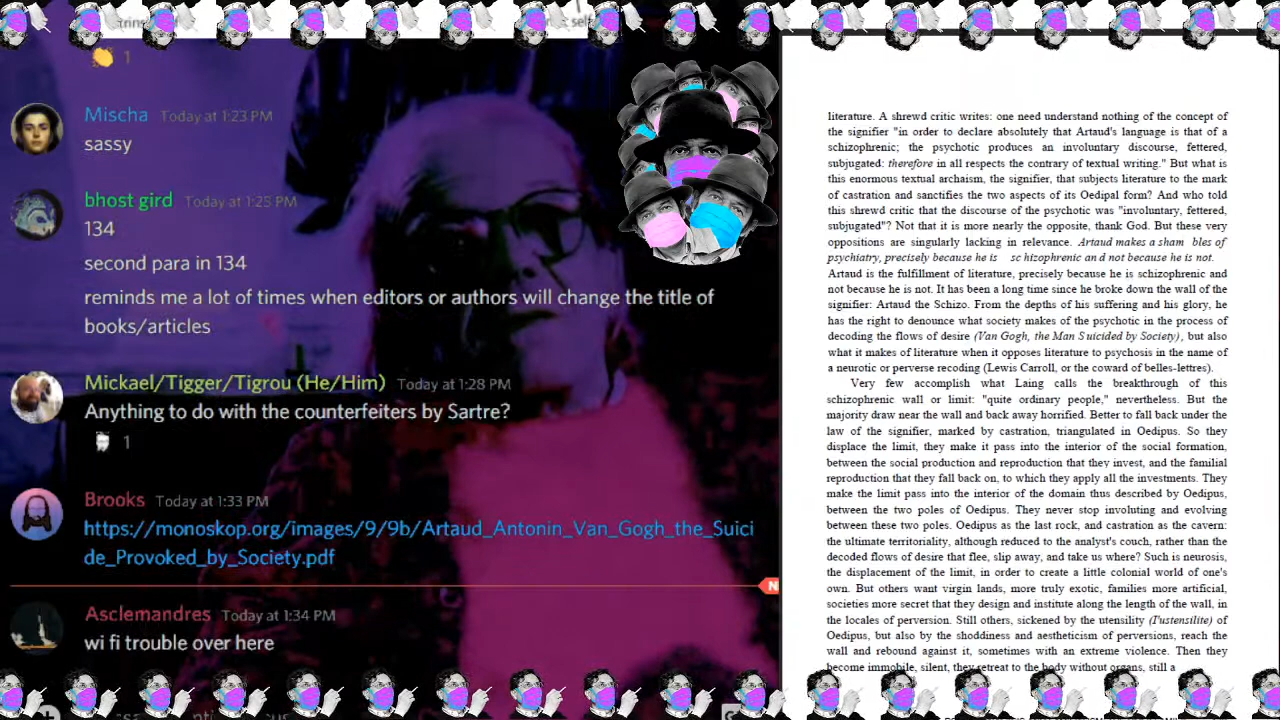 Mischa Today at 1:23 PM
sassy
bhost gird Today at 1:25 PM
134
second para in 134
reminds me a lot of times when editors or authors will change the title of
books/articles
Mickael/Tigger/Tigrou (He/Him) Today at 1:28 PM
Anything to do with the counterfeiters by Sartre?
1
Brooks Today at 1:33 PM
https://monoskop.org/images/9/9b/Artaud_Antonin_Van_Gogh_the_Suici
de_Provoked_by_Society.pdf
N
Asclemandres Today at 1:34 PM
wi fi trouble over here
literature. A shrewd critic writes: one need understand nothing of the concept of
the signifier "in order to declare absolutely that Artaud's language is that of a
schizophrenic; the psychotic produces an involuntary discourse, fettered,
subjugated: therefore in all respects the contrary of textual writing." But what is
this enormous textual archaism, the signifier, that subjects literature to the mark
of castration and sanctifies the two aspects of its Oedipal form? And who told
this shrewd critic that the discourse of the psychotic was "involuntary, fettered,
subjugated"? Not that it is more nearly the opposite, thank God. But these very
oppositions are singularly lacking in relevance. Artaud makes a sham bles of
psychiatry, precisely because he is sc hizophrenic an d not because he is not.
Artaud is the fulfillment of literature, precisely because he is schizophrenic and
not because he is not. It has been a long time since he broke down the wall of the
signifier: Artaud the Schizo. From the depths of his suffering and his glory, he
has the right to denounce what society makes of the psychotic in the process of
decoding the flows of desire (Van Gogh, the Man S uicided by Society), but also
what it makes of literature when it opposes literature to psychosis in the name of
a neurotic or perverse recoding (Lewis Carroll, or the coward of belles-lettres).
Very few accomplish what Laing calls the breakthrough of this
schizophrenic wall or limit: "quite ordinary people," nevertheless. But the
majority draw near the wall and back away horrified. Better to fall back under the
law of the signifier, marked by castration, triangulated in Oedipus. So they
displace the limit, they make it pass into the interior of the social formation,
between the social production and reproduction that they invest, and the familial
reproduction that they fall back on, to which they apply all the investments. They
make the limit pass into the interior of the domain thus described by Oedipus,
between the two poles of Oedipus. They never stop involuting and evolving
between these two poles. Oedipus as the last rock, and castration as the cavern:
the ultimate territoriality, although reduced to the analyst's couch, rather than the
decoded flows of desire that flee, slip away, and take us where? Such is neurosis,
the displacement of the limit, in order to create a little colonial world of one's
own. But others want virgin lands, more truly exotic, families more artificial,
societies more secret that they design and institute along the length of the wall, in
the locales of perversion. Still others, sickened by the utensility (l'ustensilite) of
Oedipus, but also by the shoddiness and aestheticism of perversions, reach the
wall and rebound against it, sometimes with an extreme violence. Then they
become immobile, silent, they retreat to the body without organs, still a